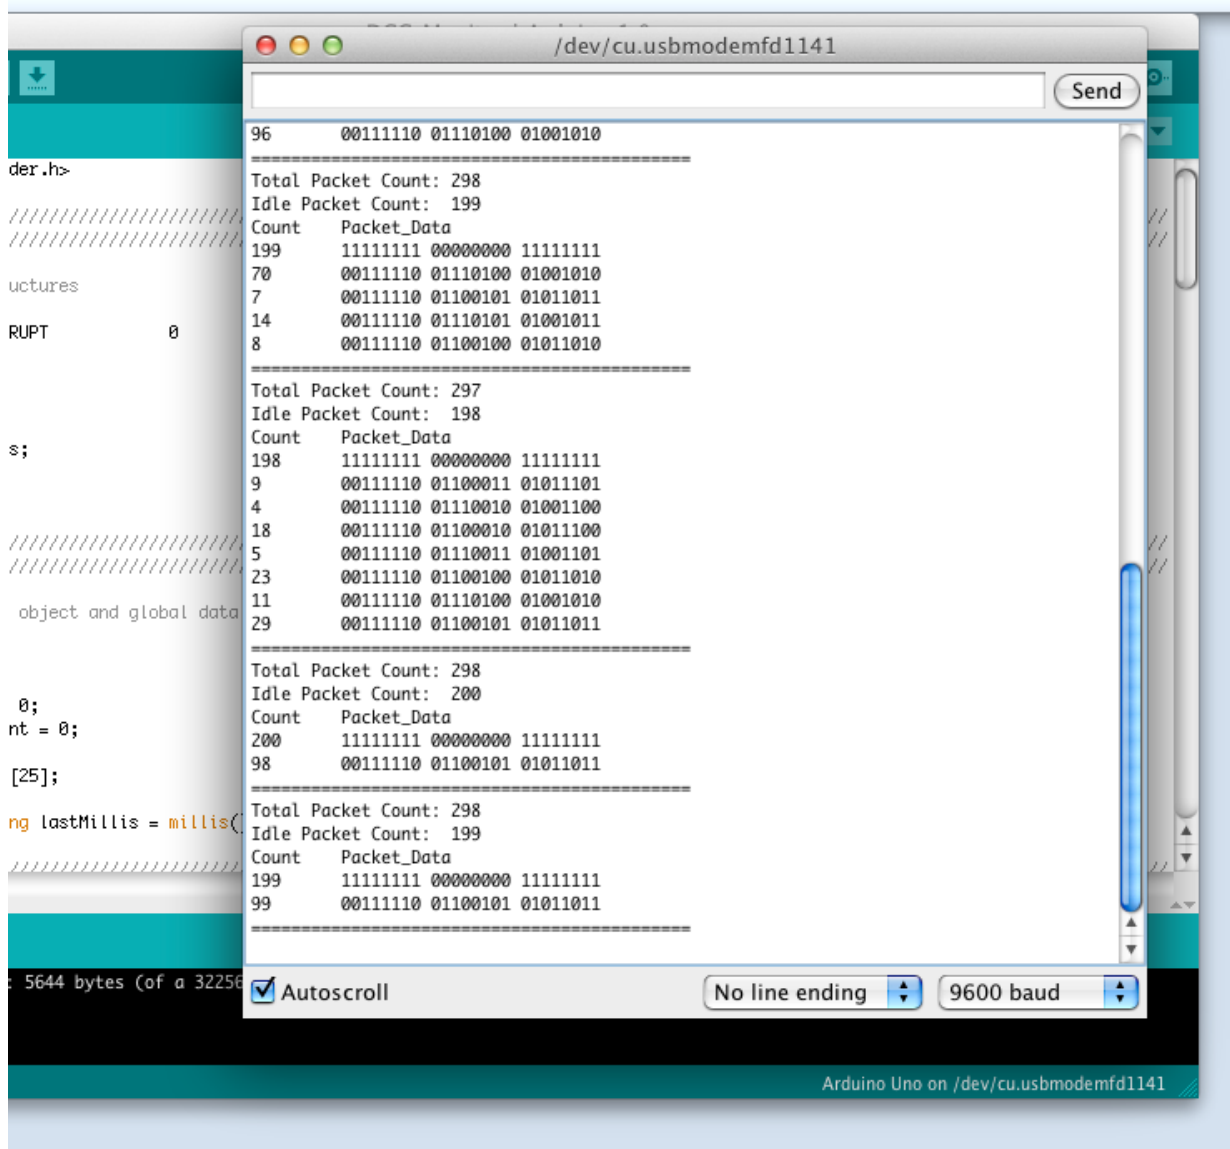 /dev/cu.usbmodemfd1141
Send
96 00111110 01110100 01001010
============================================
Total Packet Count: 298
Idle Packet Count: 199
Count Packet_Data
199 11111111 00000000 11111111
70 00111110 01110100 01001010
7 00111110 01100101 01011011
14 00111110 01110101 01001011
8 00111110 01100100 01011010
============================================
Total Packet Count: 297
Idle Packet Count: 198
Count Packet_Data
198 11111111 00000000 11111111
9 00111110 01100011 01011101
4 00111110 01110010 01001100
18 00111110 01100010 01011100
5 00111110 01110011 01001101
23 00111110 01100100 01011010
11 00111110 01110100 01001010
29 00111110 01100101 01011011
============================================
Total Packet Count: 298
Idle Packet Count: 200
Count Packet_Data
200 11111111 00000000 11111111
98 00111110 01100101 01011011
============================================
Total Packet Count: 298
Idle Packet Count: 199
Count Packet_Data
199 11111111 00000000 11111111
99 00111110 01100101 01011011
============================================
Autoscroll
No line ending
9600 baud
der.h>
////////////////////////
////////////////////////
uctures
RUPT 0
s;
////////////////////////
////////////////////////
object and global data
0;
nt = 0;
[25];
ng lastMillis = millis(
////////////////////////
: 5644 bytes (of a 32256
Arduino Uno on /dev/cu.usbmodemfd1141